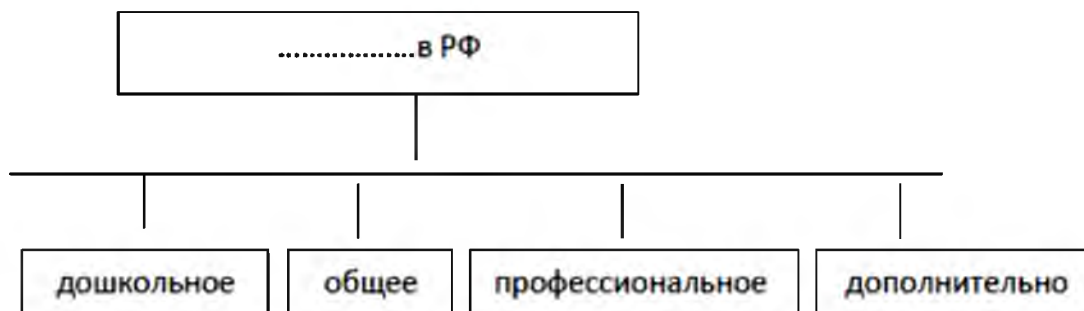 ...............в РФ
дошкольное
общее
профессиональное
дополнительно